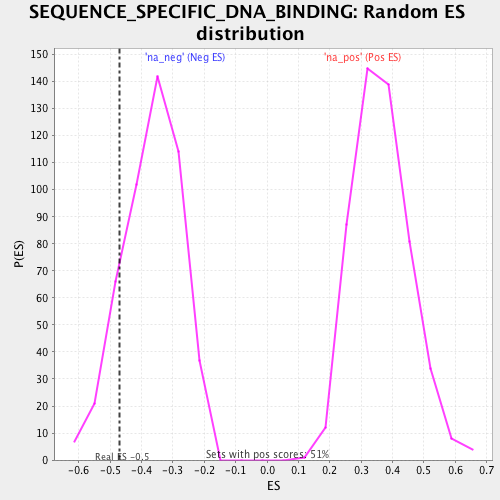 SEQUENCE_SPECIFIC_DNA_BINDING: Random ES
distribution
'na_neg' (Neg ES)
'na_pos' (Pos ES)
150
140
130
120
110
100
90
80
70
60
50
40
30
20
10
0
P(ES)
Real ES -0,5
Sets with pos scores: 51%
-0.6 -0.5 -0.4 -0.3 -0.2 -0.1 0.0 0.1 0.2 0.3 0.4 0.5 0.6 0.7
ES